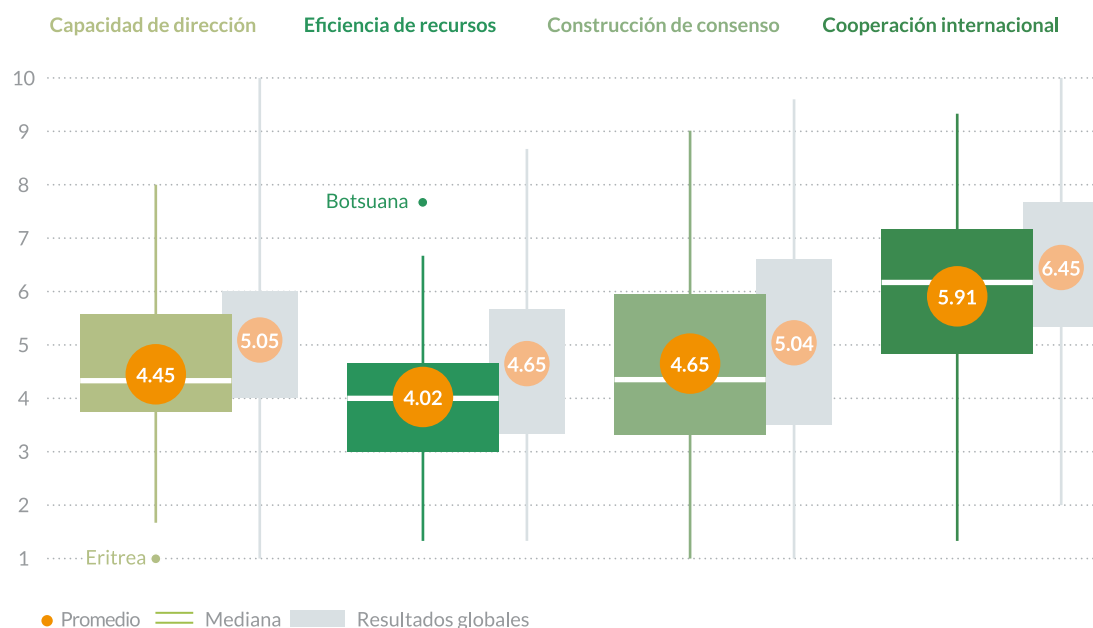 Capacidad de dirección
Eficiencia de recursos
Construcción de consenso
Cooperación internacional
10
9
8
7
6
5
4
3
2
1
Botsuana
Eritrea
4.45
5.05
4.02
4.65
4.65
5.04
5.91
6.45
Promedio
Mediana
Resultados globales